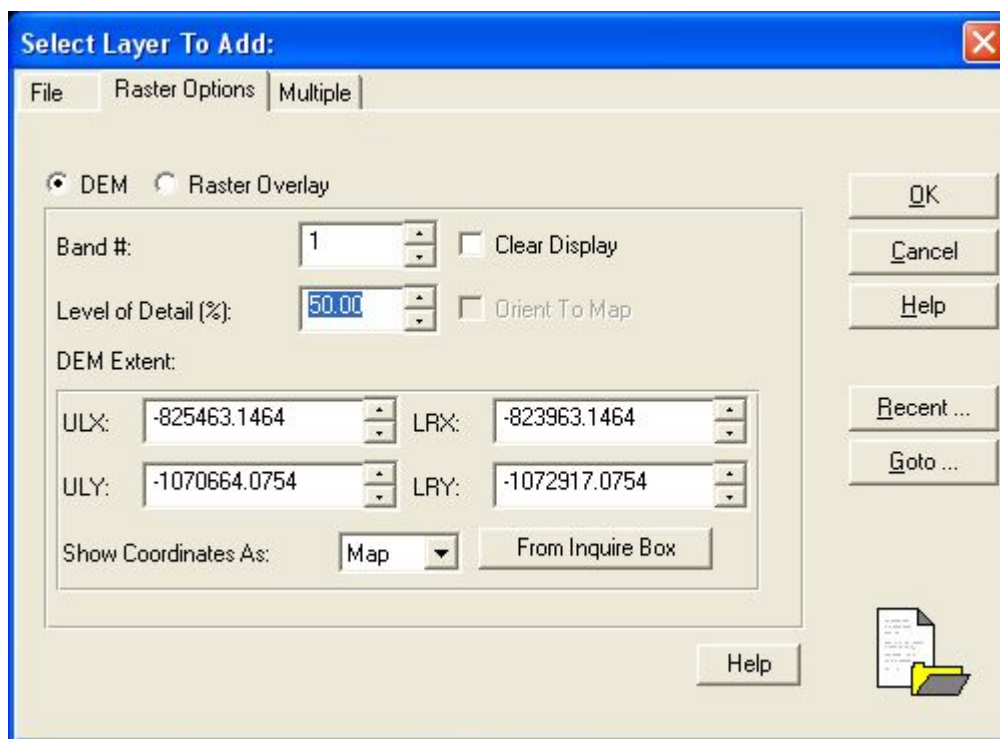 Select Layer To Add:
File Raster Options Multiple
DEM Raster Overlay
Band #: 1 Clear Display
Level of Detail (%): 50.00 Orient To Map
DEM Extent:
ULX: -825463.1464 LRX: -823963.1464
ULY: -1070664.0754 LRY: -1072917.0754
Show Coordinates As: Map From Inquire Box
Help
OK
Cancel
Help
Recent ...
Goto ...